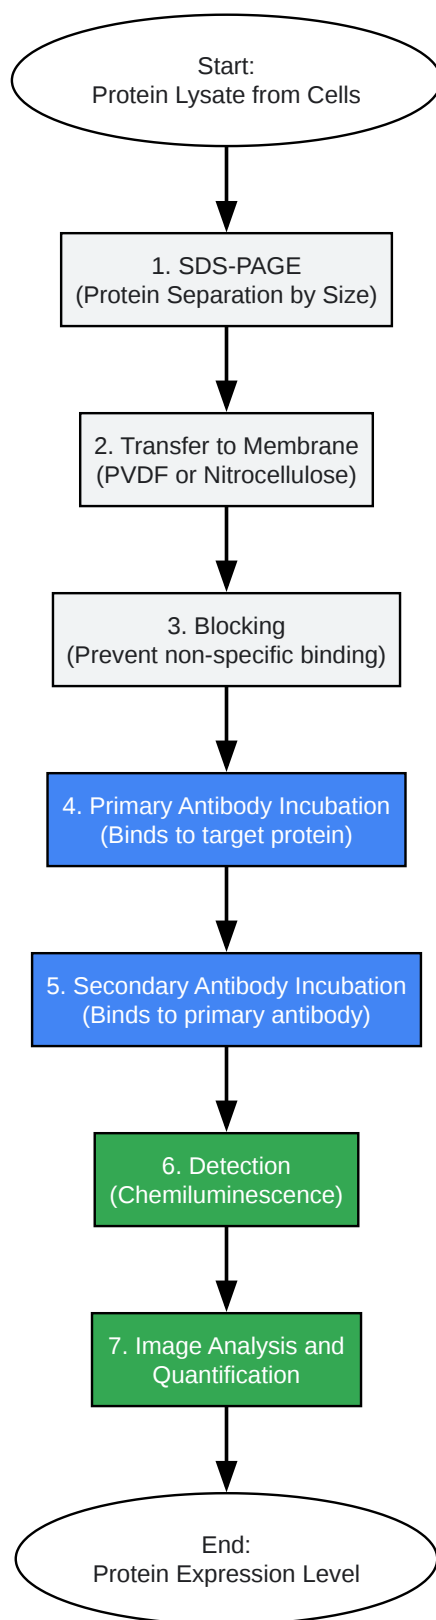 Start:
Protein Lysate from Cells
1. SDS-PAGE
(Protein Separation by Size)
2. Transfer to Membrane
(PVDF or Nitrocellulose)
3. Blocking
(Prevent non-specific binding)
4. Primary Antibody Incubation
(Binds to target protein)
5. Secondary Antibody Incubation
(Binds to primary antibody)
6. Detection
(Chemiluminescence)
7. Image Analysis and
Quantification
End:
Protein Expression Level